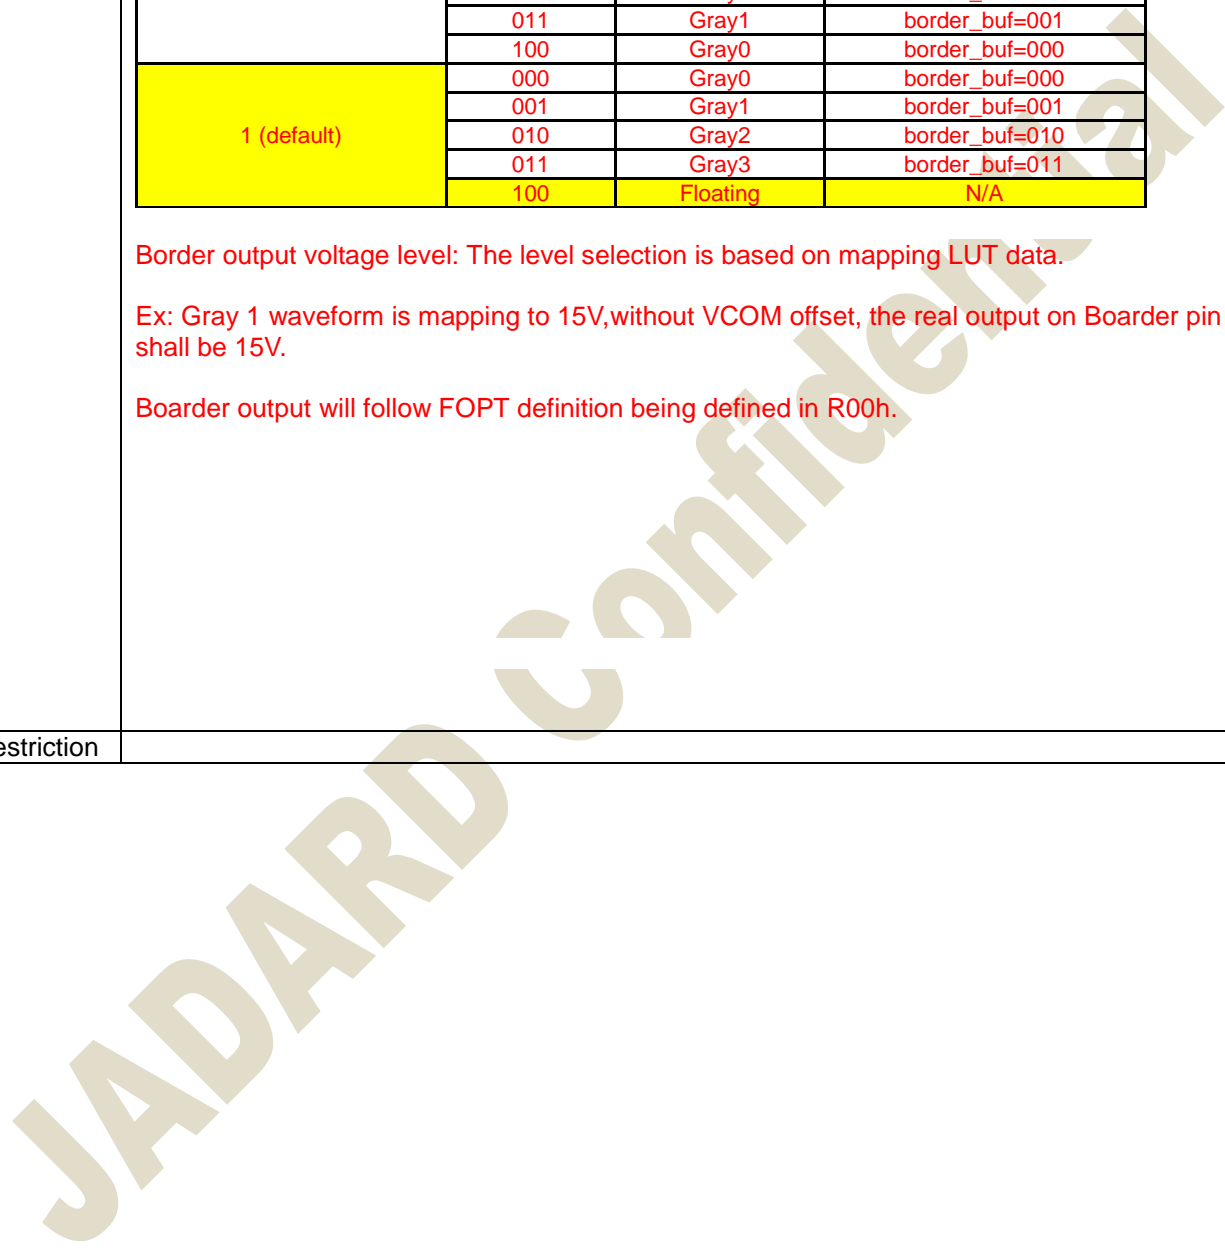 011 Gray1 border_buf=001
100 Gray0 border_buf=000
1 (default)
000 Gray0 border_buf=000
001 Gray1 border_buf=001
010 Gray2 border_buf=010
011 Gray3 border_buf=011
100 Floating N/A
Border output voltage level: The level selection is based on mapping LUT data.
Ex: Gray 1 waveform is mapping to 15V,without VCOM offset, the real output on Boarder pin
shall be 15V.
Boarder output will follow FOPT definition being defined in R00h.
estriction
JADARD Confidential